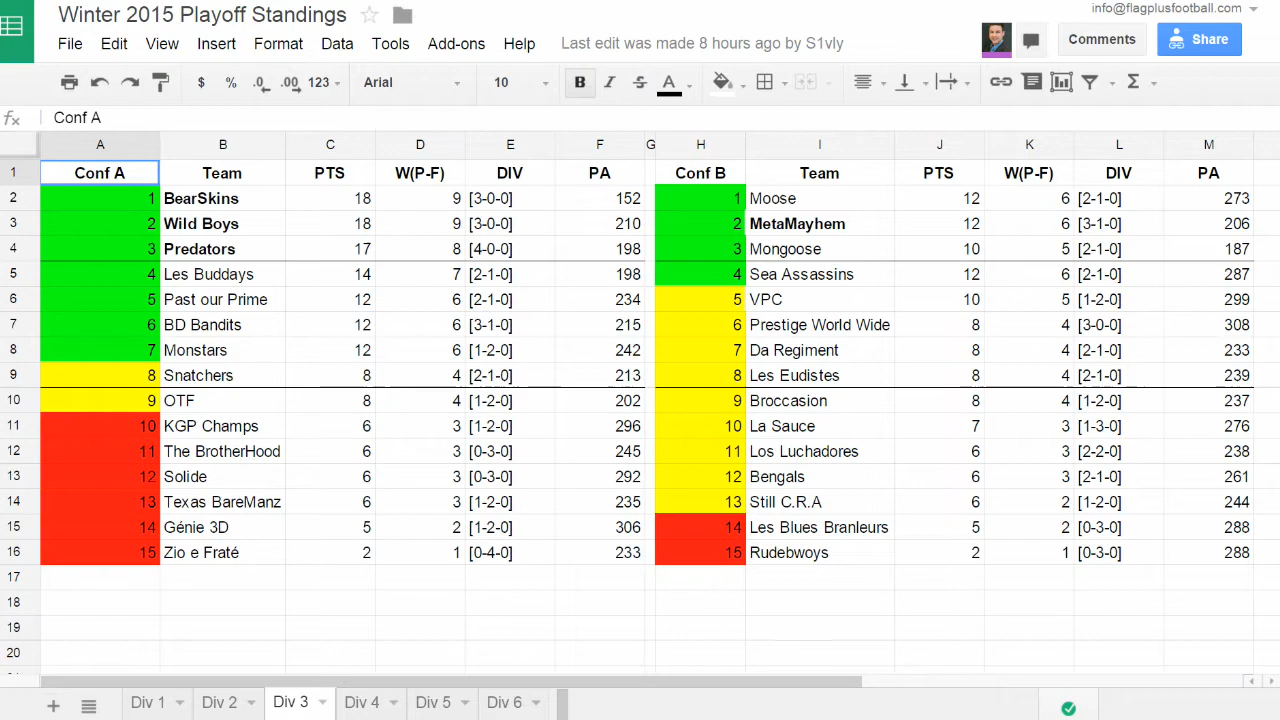 Winter 2015 Playoff Standings
info@flagplusfootball.com
File Edit View Insert Format Data Tools Add-ons Help Last edit was made 8 hours ago by S1vly
Comments Share
$ % .0 .00 123 Arial 10 B I S A Σ
fx Conf A
A B C D E F G H I J K L M
1 Conf A Team PTS W(P-F) DIV PA Conf B Team PTS W(P-F) DIV PA
2 1 BearSkins 18 9 [3-0-0] 152 1 Moose 12 6 [2-1-0] 273
3 2 Wild Boys 18 9 [3-0-0] 210 2 MetaMayhem 12 6 [3-1-0] 206
4 3 Predators 17 8 [4-0-0] 198 3 Mongoose 10 5 [2-1-0] 187
5 4 Les Buddays 14 7 [2-1-0] 198 4 Sea Assassins 12 6 [2-1-0] 287
6 5 Past our Prime 12 6 [2-1-0] 234 5 VPC 10 5 [1-2-0] 299
7 6 BD Bandits 12 6 [3-1-0] 215 6 Prestige World Wide 8 4 [3-0-0] 308
8 7 Monstars 12 6 [1-2-0] 242 7 Da Regiment 8 4 [2-1-0] 233
9 8 Snatchers 8 4 [2-1-0] 213 8 Les Eudistes 8 4 [2-1-0] 239
10 9 OTF 8 4 [1-2-0] 202 9 Broccasion 8 4 [1-2-0] 237
11 10 KGP Champs 6 3 [1-2-0] 296 10 La Sauce 7 3 [1-3-0] 276
12 11 The BrotherHood 6 3 [0-3-0] 245 11 Los Luchadores 6 3 [2-2-0] 238
13 12 Solide 6 3 [0-3-0] 292 12 Bengals 6 3 [2-1-0] 261
14 13 Texas BareManz 6 3 [1-2-0] 235 13 Still C.R.A 6 2 [1-2-0] 244
15 14 Génie 3D 5 2 [1-2-0] 306 14 Les Blues Branleurs 5 2 [0-3-0] 288
16 15 Zio e Fraté 2 1 [0-4-0] 233 15 Rudebwoys 2 1 [0-3-0] 288
17
18
19
20
Div 1 Div 2 Div 3 Div 4 Div 5 Div 6